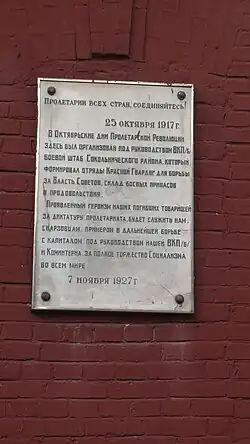 Пролетарии всех стран, соединяйтесь!
25 октября 1917 г.
В Октябрьские дни Пролетарской Революции
здесь был организован под руководством ВКП/б
боевой штаб Сокольнического района, который
формировал отряды Красной Гвардии для борьбы
за Власть Советов, склад боевых припасов
и продовольствия.
Проявленный героизм наших погибших товарищей
за диктатуру пролетариата, будет служить нам,
сварзовцам, примером в дальнейшей борьбе
с капиталом под руководством нашей ВКП/б/
и Коминтерна за полное торжество Социализма
во всем мире
7 ноября 1927 г